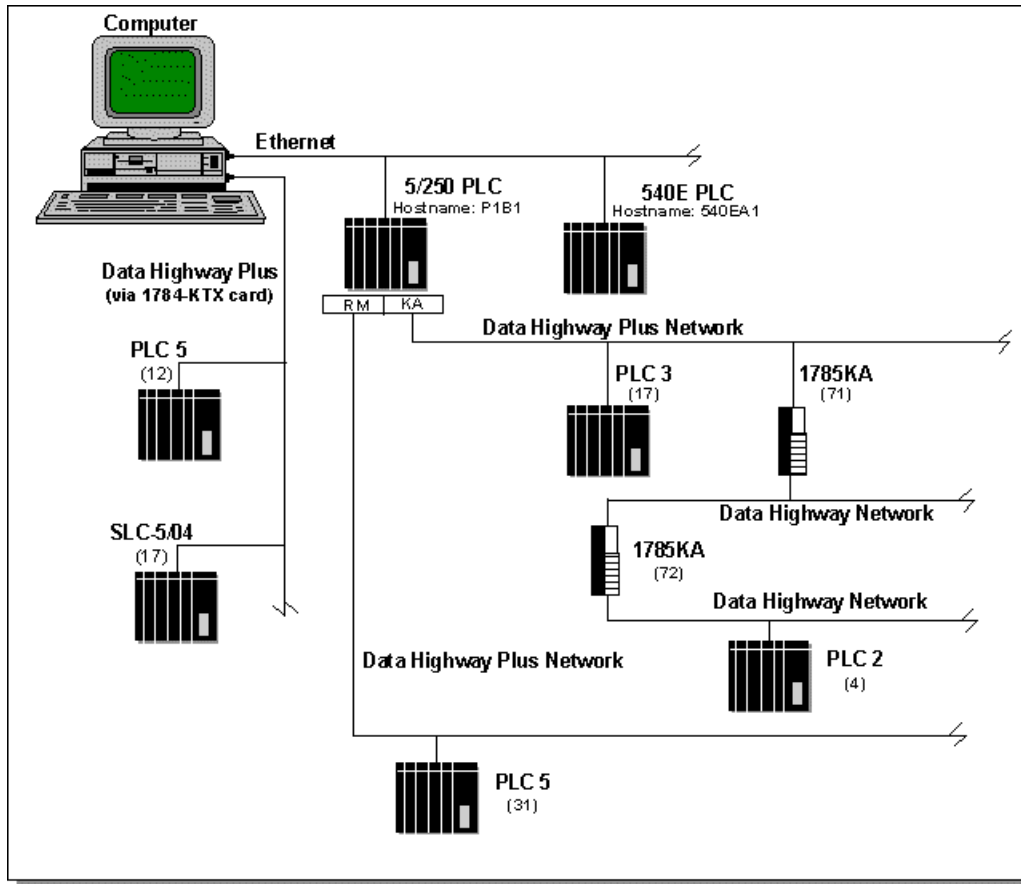 Computer
Ethernet
5/250 PLC
Hostname: P1B1
540E PLC
Hostname: 540EA1
Data Highway Plus
(via 1784-KTX card)
RM
KA
Data Highway Plus Network
PLC 5
(12)
PLC 3
(17)
1785KA
(71)
Data Highway Network
SLC-5/04
(17)
1785KA
(72)
Data Highway Network
Data Highway Plus Network
PLC 2
(4)
PLC 5
(31)